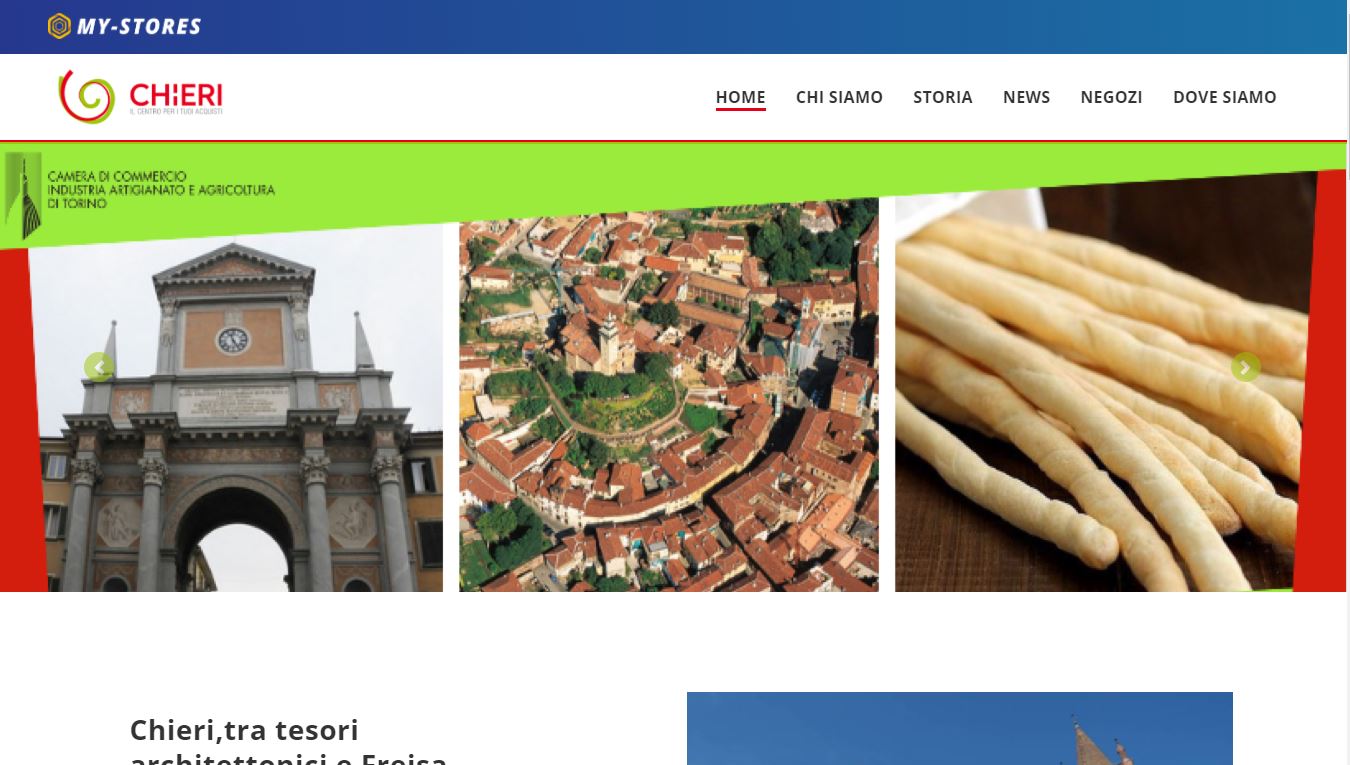 MY-STORES
CHIERI
IL CENTRO PER I TUOI ACQUISTI
HOME CHI SIAMO STORIA NEWS NEGOZI DOVE SIAMO
CAMERA DI COMMERCIO
INDUSTRIA ARTIGIANATO E AGRICOLTURA
DI TORINO
Chieri,tra tesori
architettonici e Freisa